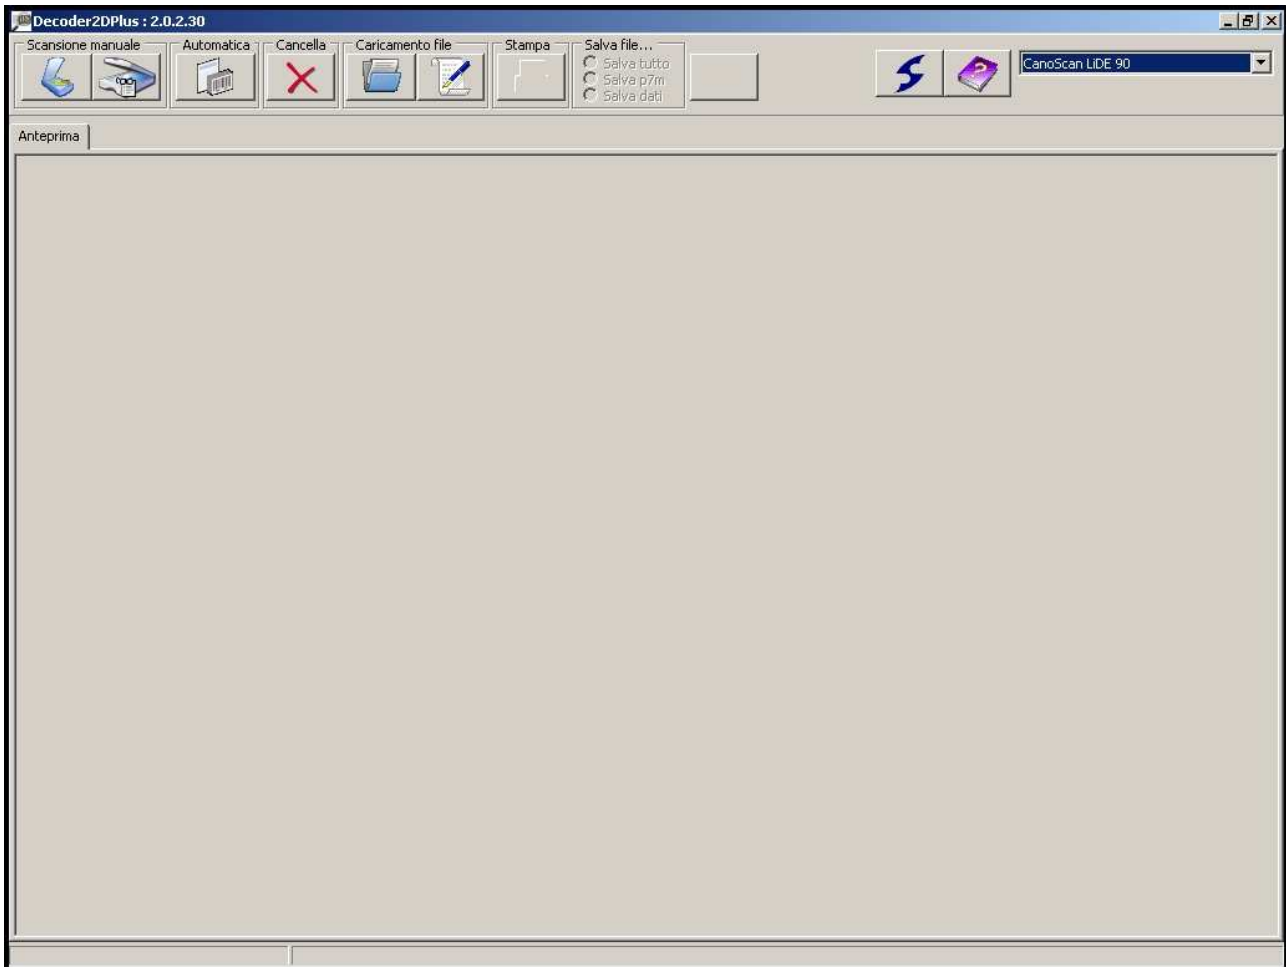 Decoder2DPlus : 2.0.2.30
Scansione manuale
Automatica
Cancella
Caricamento file
Stampa
Salva file...
Salva tutto
Salva p7m
Salva dati
CanoScan LiDE 90
Anteprima